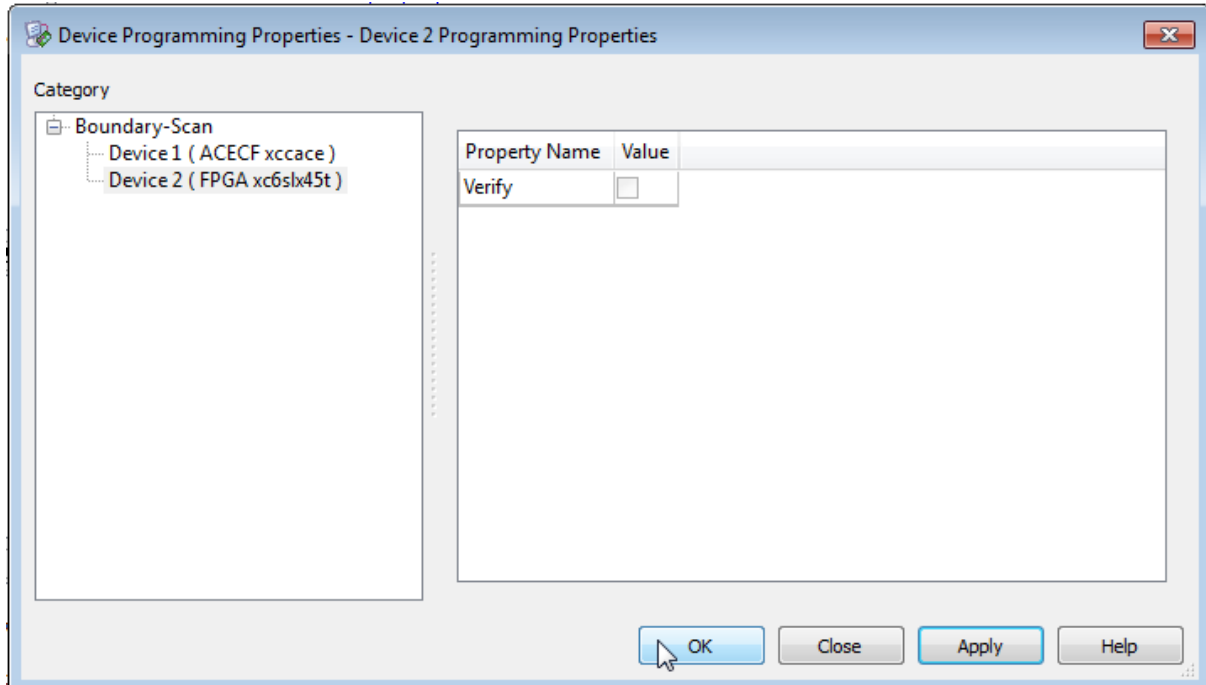 Device Programming Properties - Device 2 Programming Properties
Category
Boundary-Scan
Device 1 ( ACECF xccace )
Device 2 ( FPGA xc6slx45t )
Property Name Value
Verify
OK Close Apply Help